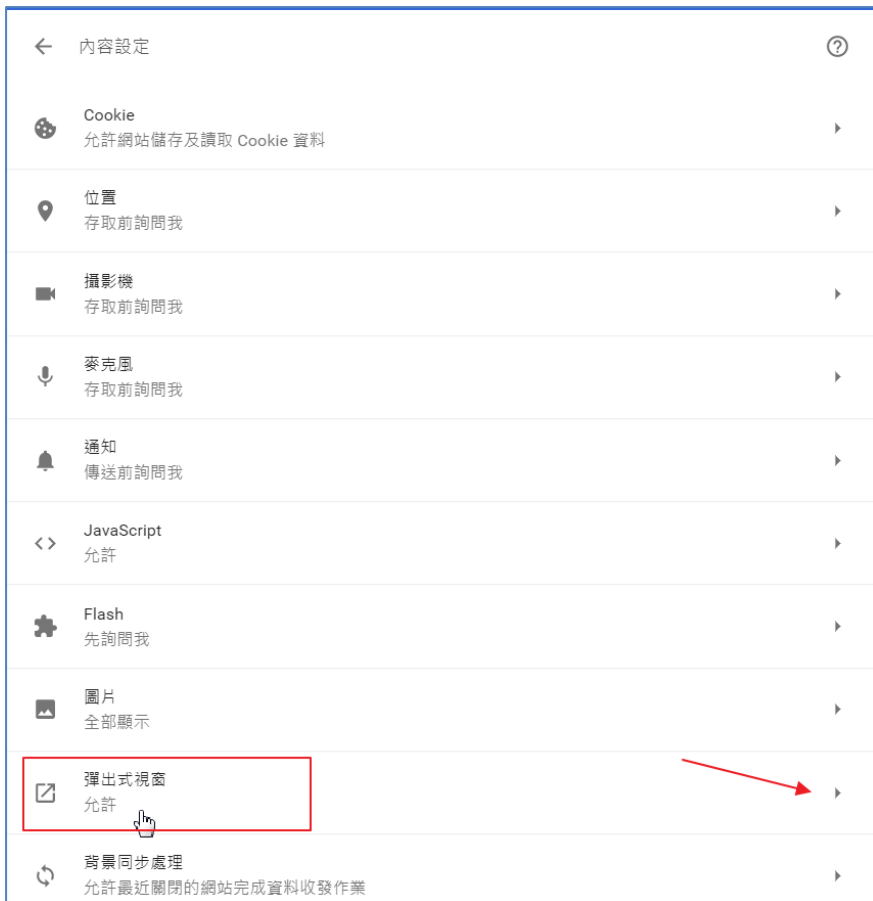 內容設定
Cookie
允許網站儲存及讀取 Cookie 資料
位置
存取前詢問我
攝影機
存取前詢問我
麥克風
存取前詢問我
通知
傳送前詢問我
JavaScript
允許
Flash
先詢問我
圖片
全部顯示
彈出式視窗
允許
背景同步處理
允許最近關閉的網站完成資料收發作業